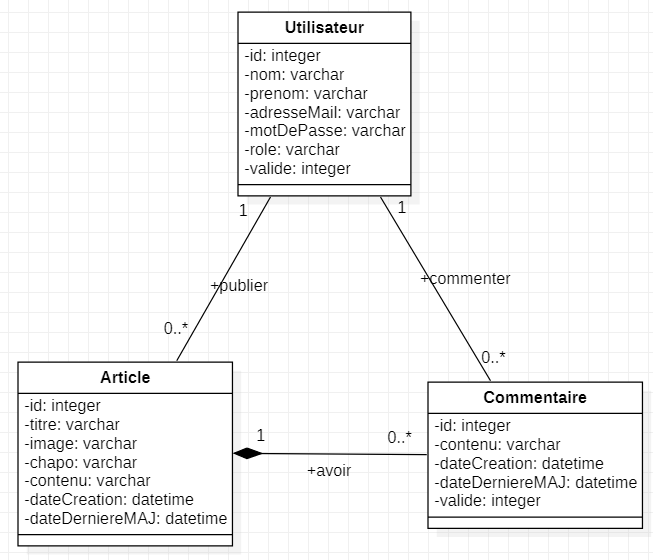 Utilisateur
-id: integer
-nom: varchar
-prenom: varchar
-adresseMail: varchar
-motDePasse: varchar
-role: varchar
-valide: integer
1
1
+publier
+commenter
0..*
0..*
Article
-id: integer
-titre: varchar
-image: varchar
-chapo: varchar
-contenu: varchar
-dateCreation: datetime
-dateDerniereMAJ: datetime
1
0..*
+avoir
Commentaire
-id: integer
-contenu: varchar
-dateCreation: datetime
-dateDerniereMAJ: datetime
-valide: integer